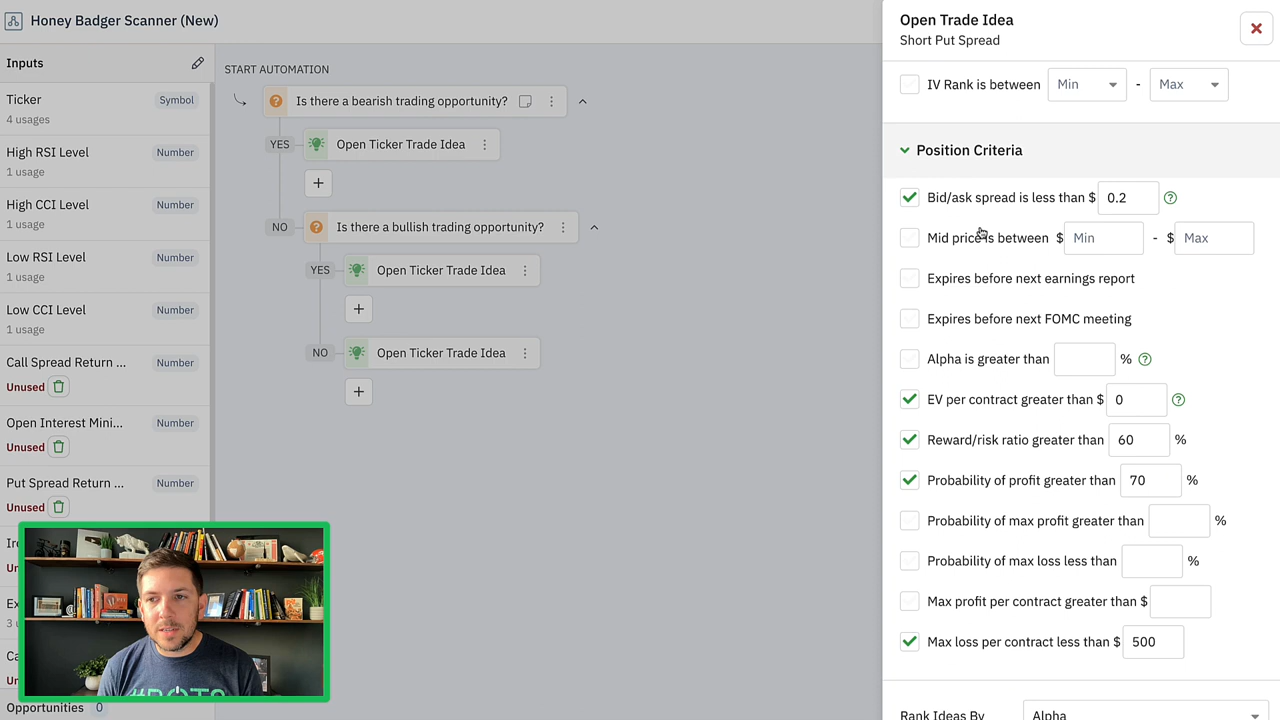 Honey Badger Scanner (New)
Inputs
Ticker
Symbol
4 usages
High RSI Level
Number
1 usage
High CCI Level
Number
1 usage
Low RSI Level
Number
1 usage
Low CCI Level
Number
1 usage
Call Spread Return ...
Number
Unused
Open Interest Mini...
Number
Unused
Put Spread Return ...
Number
Unused
Opportunities 0
START AUTOMATION
Is there a bearish trading opportunity?
YES
Open Ticker Trade Idea
NO
Is there a bullish trading opportunity?
YES
Open Ticker Trade Idea
NO
Open Ticker Trade Idea
Open Trade Idea
Short Put Spread
IV Rank is between Min - Max
Position Criteria
Bid/ask spread is less than $ 0.2
Mid price is between $ Min - $ Max
Expires before next earnings report
Expires before next FOMC meeting
Alpha is greater than %
EV per contract greater than $ 0
Reward/risk ratio greater than 60 %
Probability of profit greater than 70 %
Probability of max profit greater than %
Probability of max loss less than %
Max profit per contract greater than $
Max loss per contract less than $ 500
Rank Ideas By Alpha